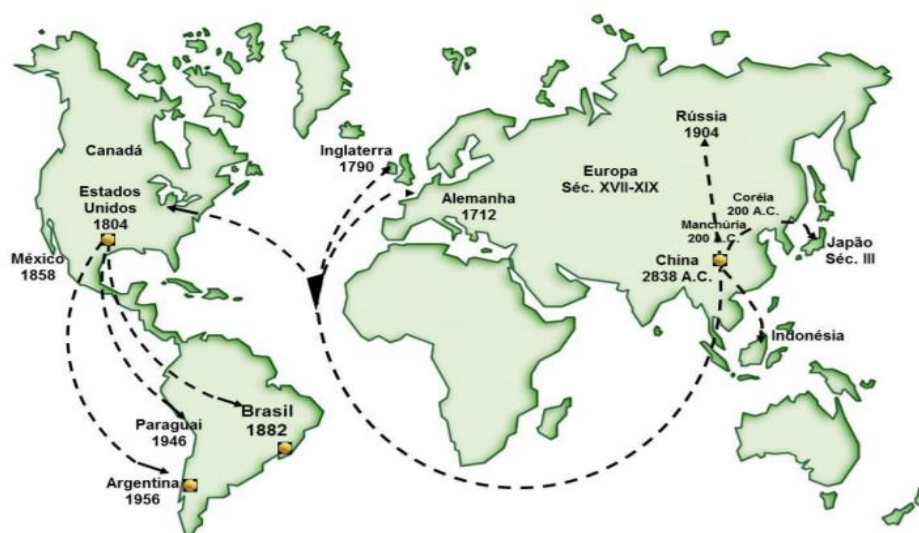 Canadá
Estados
Unidos
1804
México
1858
Inglaterra
1790
Alemanha
1712
Europa
Séc. XVII-XIX
Rússia
1904
Coréia
200 A.C.
Manchúria
200 A.C.
China
2838 A.C.
Japão
Séc. III
Indonésia
Brasil
1882
Paraguai
1946
Argentina
1956